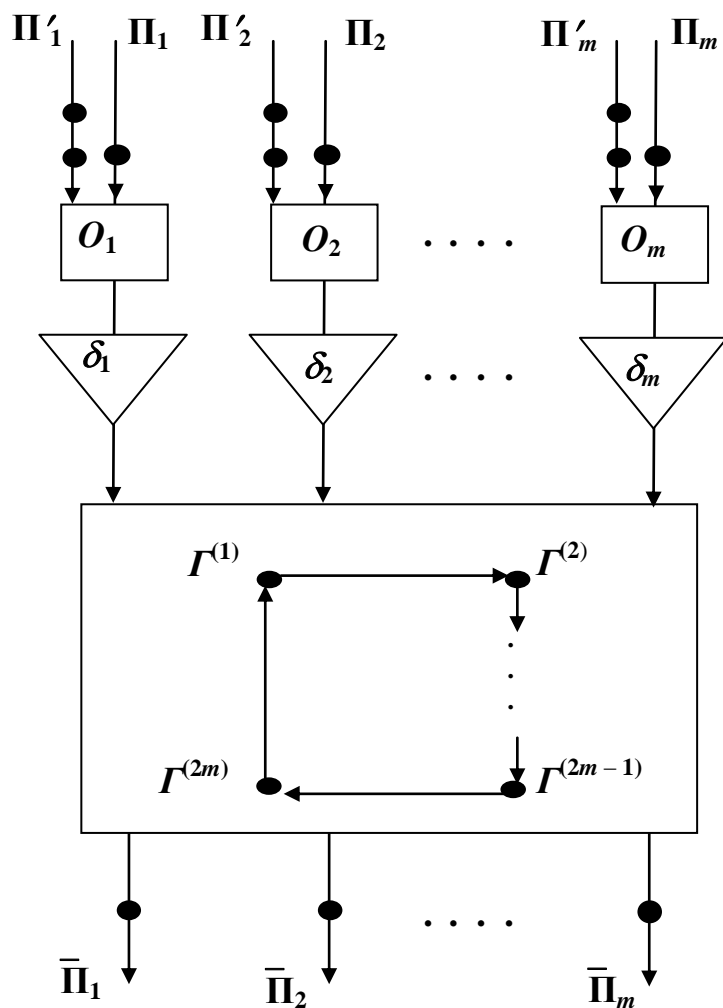 Π′₁ Π₁ Π′₂ Π₂ Π′ₘ Πₘ
O₁ O₂ . . . . Oₘ
δ₁ δ₂ . . . . δₘ
Γ⁽¹⁾ Γ⁽²⁾
.
.
.
Γ⁽²ᵐ⁾ Γ⁽²ᵐ ⁻ ¹⁾
. . . .
Π̅₁ Π̅₂ Π̅ₘ